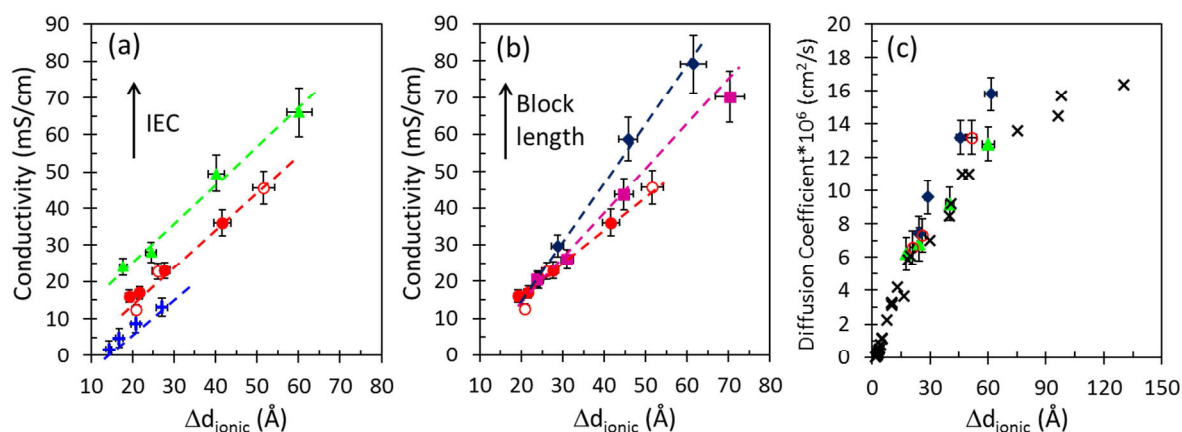 (a)
IEC
Conductivity (mS/cm)
90
80
70
60
50
40
30
20
10
0
10 20 30 40 50 60 70 80
Δd_ionic (Å)
(b)
Block
length
Conductivity (mS/cm)
90
80
70
60
50
40
30
20
10
0
10 20 30 40 50 60 70 80
Δd_ionic (Å)
(c)
Diffusion Coefficient*10⁶ (cm²/s)
20
18
16
14
12
10
8
6
4
2
0
0 30 60 90 120 150
Δd_ionic (Å)